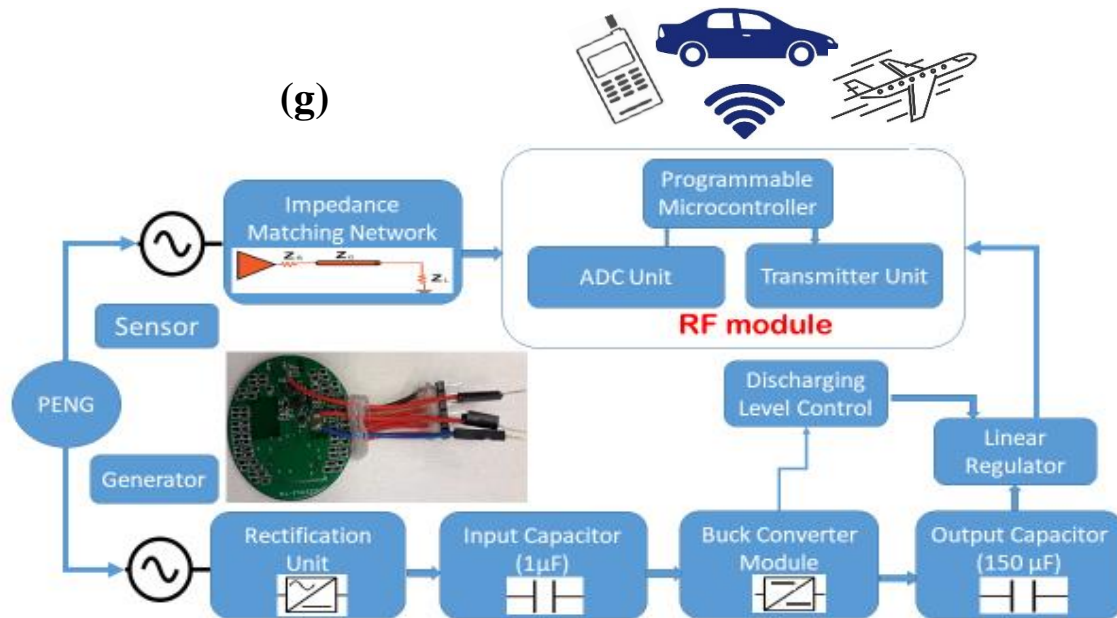 (g)
Impedance
Matching Network
Z
Z
Z L
Programmable
Microcontroller
ADC Unit
Transmitter Unit
RF module
Sensor
PENG
Generator
Discharging
Level Control
Linear
Regulator
Rectification
Unit
Input Capacitor
(1μF)
Buck Converter
Module
Output Capacitor
(150 μF)